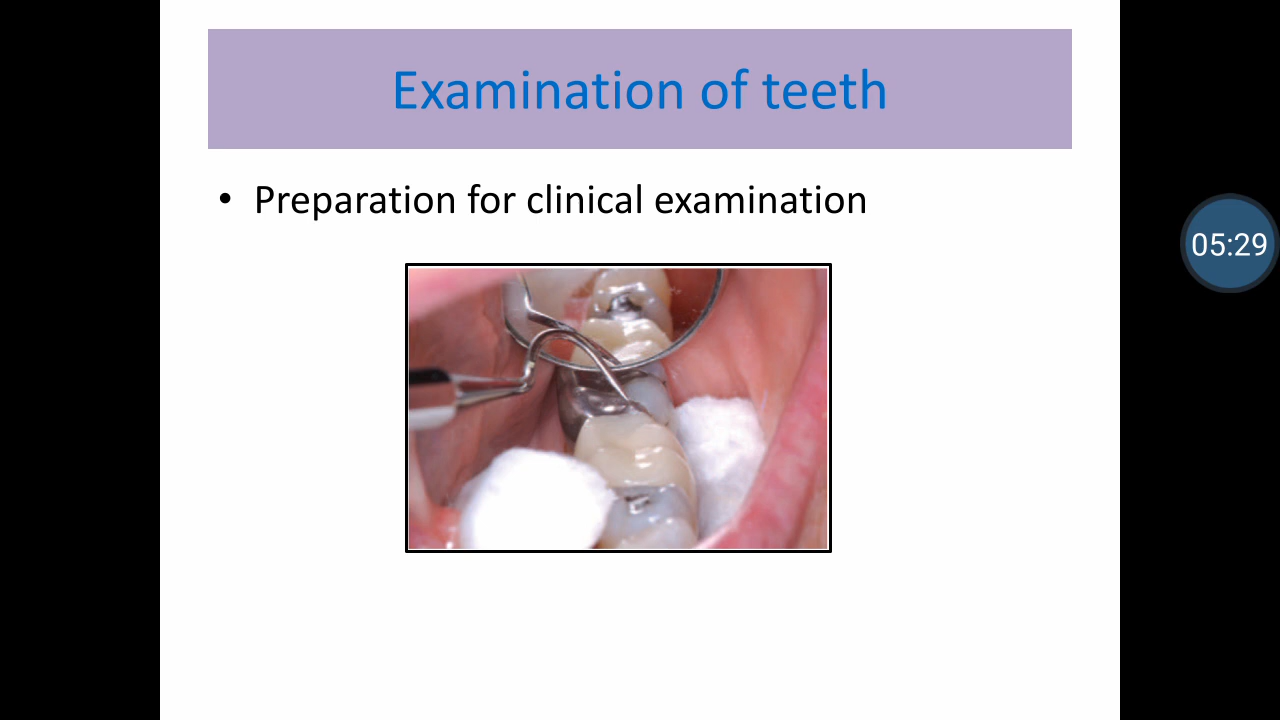 Examination of teeth
• Preparation for clinical examination
05:29